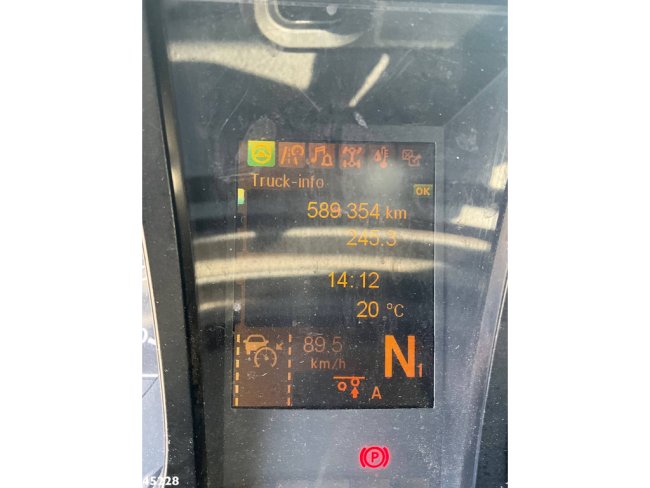 Truck-info
OK
589 354 km
245.3
14:12
20 °C
89.5
km/h
N1
A
P
45228